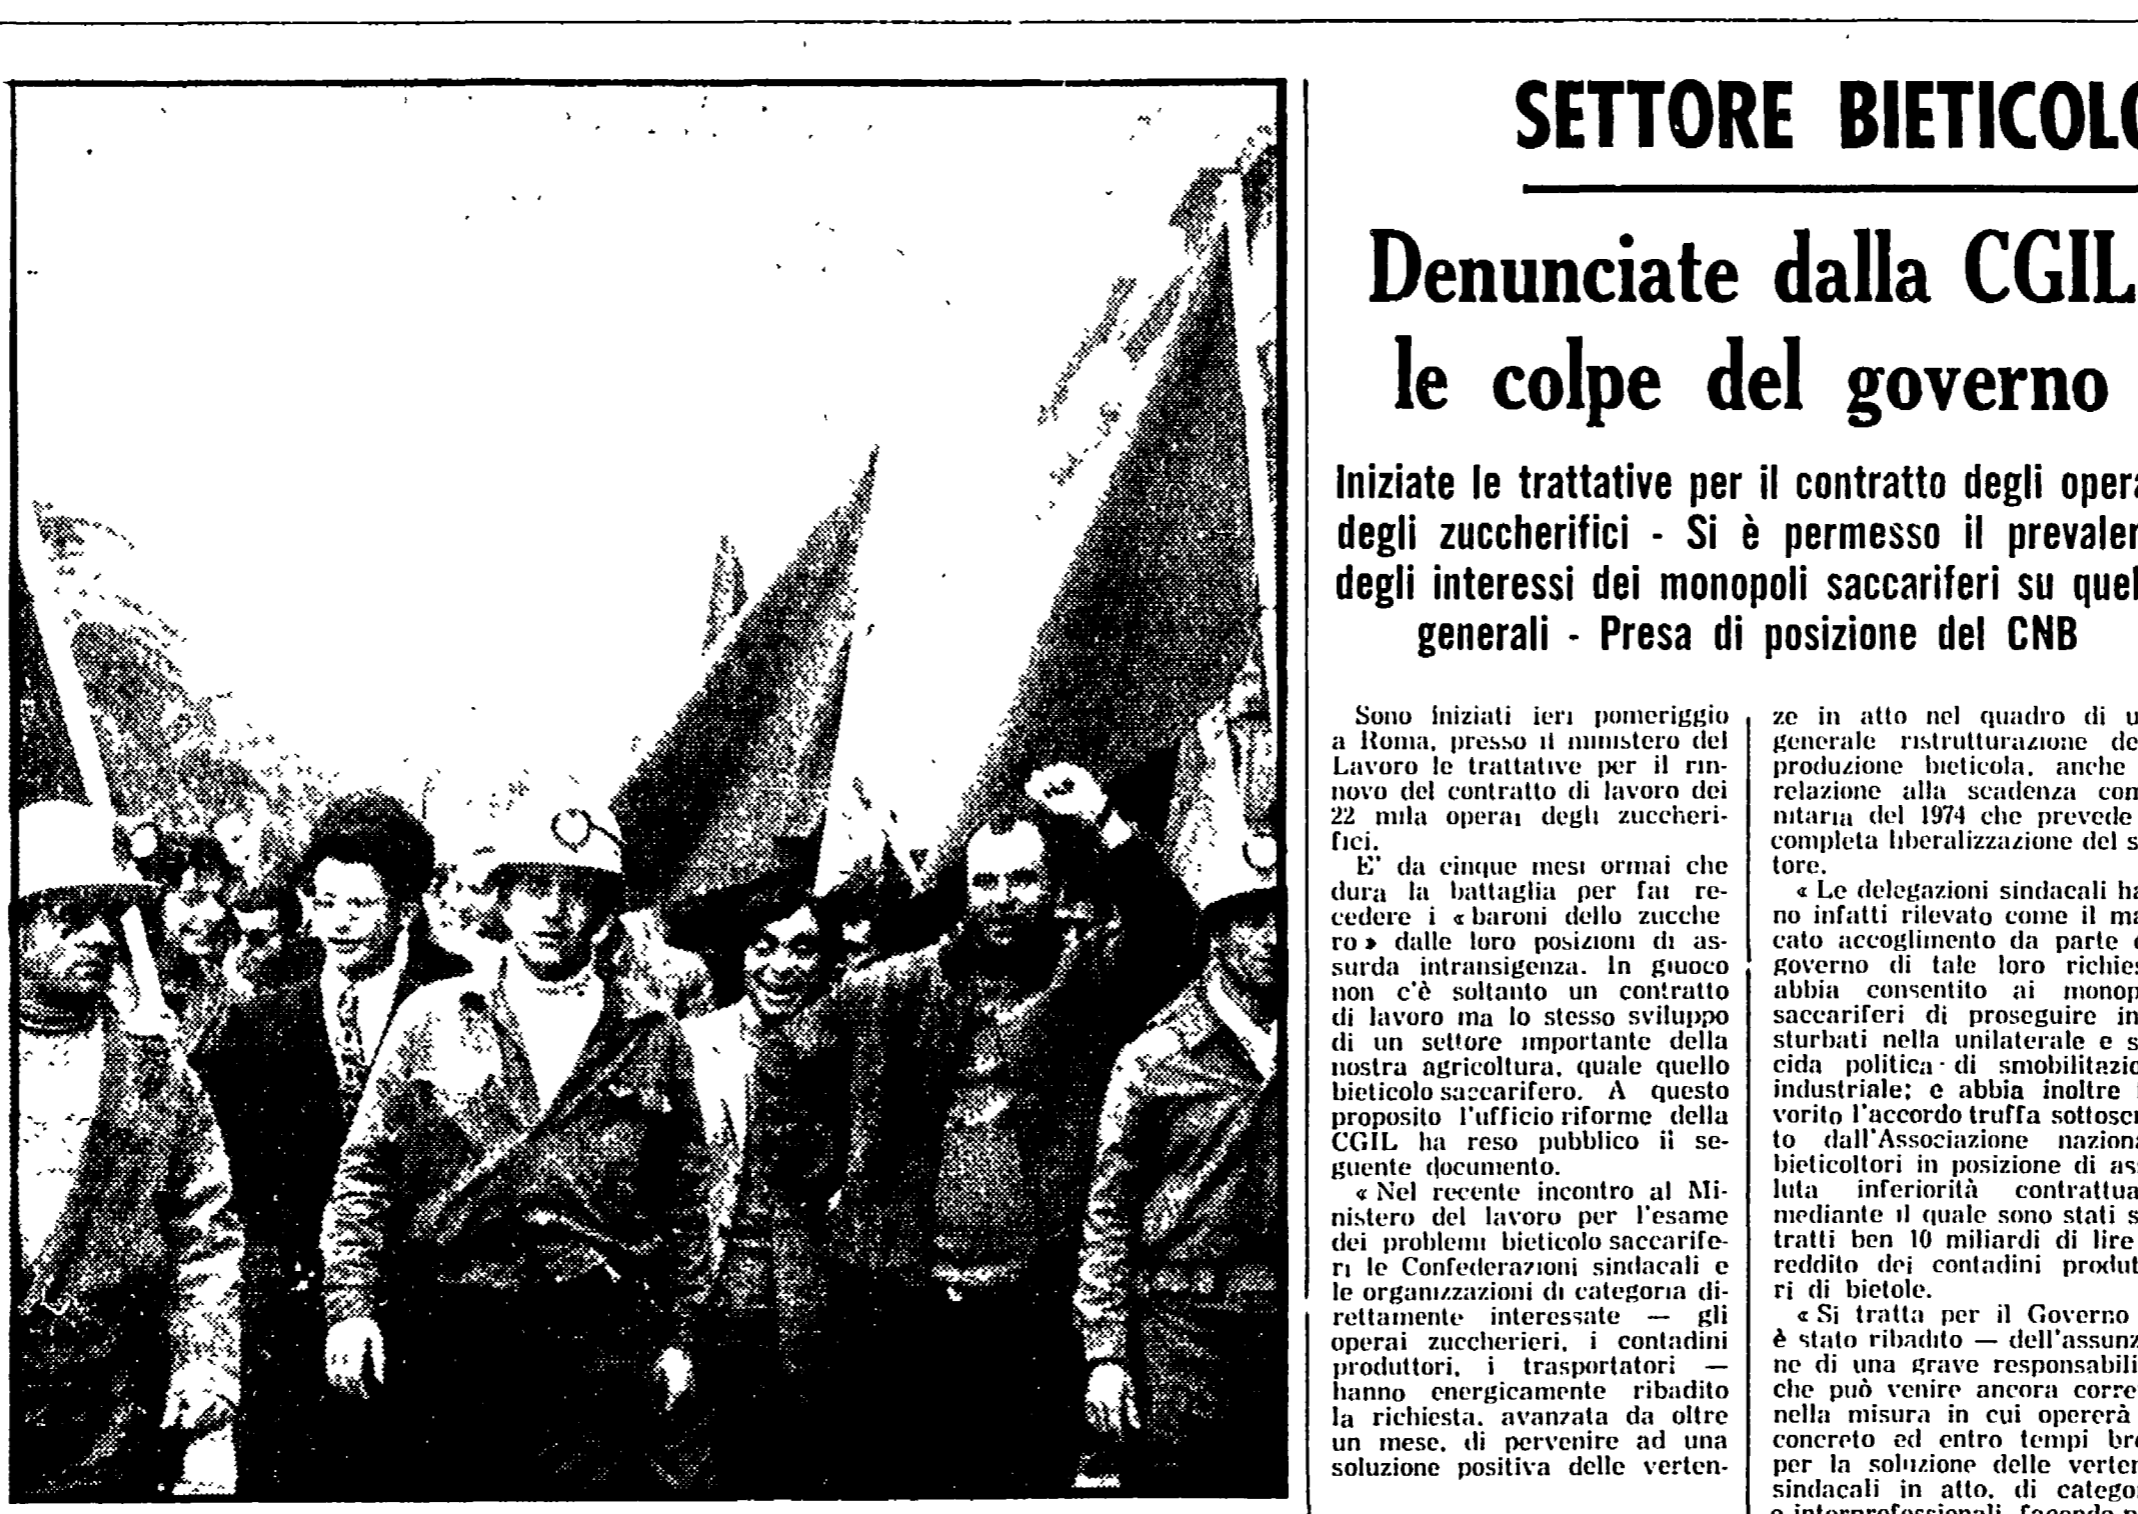 SETTORE BIETICOLO
Denunciate dalla CGIL
le colpe del governo
Iniziate le trattative per il contratto degli opera
degli zuccherifici - Si è permesso il prevaler
degli interessi dei monopoli saccariferi su quel
generali - Presa di posizione del CNB
Sono iniziati ieri pomeriggio
a Roma, presso il ministero del
Lavoro le trattative per il rin-
novo del contratto di lavoro dei
22 mila operai degli zuccheri-
fici.
E' da cinque mesi ormai che
dura la battaglia per far re-
cedere i « baroni dello zucche
ro » dalle loro posizioni di as-
surda intransigenza. In giuoco
non c'è soltanto un contratto
di lavoro ma lo stesso sviluppo
di un settore importante della
nostra agricoltura, quale quello
bieticolo saccarifero. A questo
proposito l'ufficio riforme della
CGIL ha reso pubblico il se-
guente documento.
« Nel recente incontro al Mi-
nistero del lavoro per l'esame
dei problemi bieticolo saccarife-
ri le Confederazioni sindacali e
le organizzazioni di categoria di-
rettamente interessate — gli
operai zuccherieri, i contadini
produttori, i trasportatori —
hanno energicamente ribadito
la richiesta, avanzata da oltre
un mese, di pervenire ad una
soluzione positiva delle verten-
ze in atto nel quadro di u
generale ristrutturazione de
produzione bieticola, anche
relazione alla scadenza com
nitaria del 1974 che prevede
completa liberalizzazione del s
tore.
« Le delegazioni sindacali ha
no infatti rilevato come il ma
cato accoglimento da parte d
governo di tale loro richies
abbia consentito ai monop
saccariferi di proseguire in
sturbati nella unilaterale e s
cida politica di smobilitazio
industriale; e abbia inoltre
vorito l'accordo truffa sottoscr
to dall'Associazione naziona
bieticoltori in posizione di ass
luta inferiorità contrattua
mediante il quale sono stati s
tratti ben 10 miliardi di lire
reddito dei contadini produt
ri di bietole.
« Si tratta per il Governo
è stato ribadito — dell'assunz
ne di una grave responsabili
che può venire ancora corre
nella misura in cui opererà
concreto ed entro tempi bre
per la soluzione delle verten
sindacali in atto, di categor